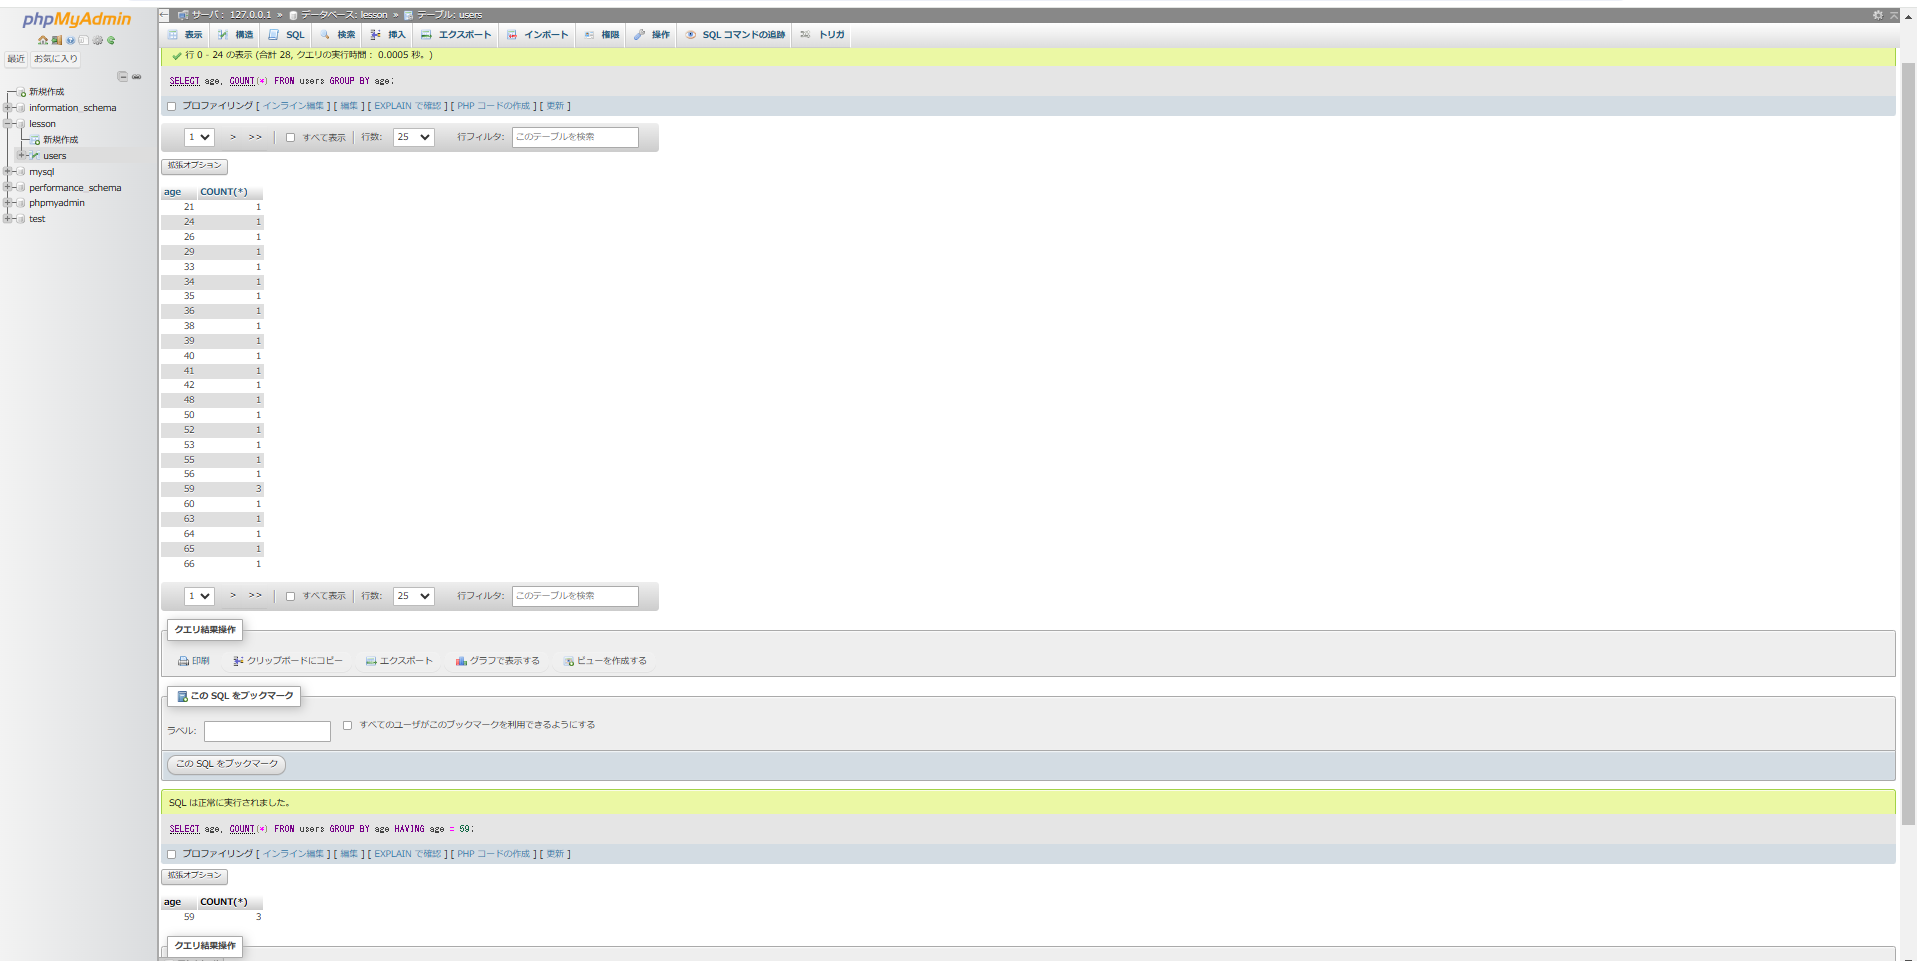 phpMyAdmin
最近 お気に入り
新規作成
information_schema
lesson
新規作成
users
mysql
performance_schema
phpmyadmin
test
サーバ: 127.0.0.1 » データベース: lesson » テーブル: users
表示 構造 SQL 検索 挿入 エクスポート インポート 権限 操作 SQL コマンドの追跡 トリガ
行 0 - 24 の表示 (合計 28, クエリの実行時間: 0.0005 秒。)
SELECT age, COUNT(*) FROM users GROUP BY age;
プロファイリング [ インライン編集 ] [ 編集 ] [ EXPLAIN で確認 ] [ PHP コードの作成 ] [ 更新 ]
1 > >> すべて表示 行数: 25 行フィルタ: このテーブルを検索
拡張オプション
age COUNT(*)
21 1
24 1
26 1
29 1
33 1
34 1
35 1
36 1
38 1
39 1
40 1
41 1
42 1
48 1
50 1
52 1
53 1
55 1
56 1
59 3
60 1
63 1
64 1
65 1
66 1
1 > >> すべて表示 行数: 25 行フィルタ: このテーブルを検索
クエリ結果操作
印刷 クリップボードにコピー エクスポート グラフで表示する ビューを作成する
この SQL をブックマーク
ラベル: すべてのユーザがこのブックマークを利用できるようにする
この SQL をブックマーク
SQL は正常に実行されました。
SELECT age, COUNT(*) FROM users GROUP BY age HAVING age = 59;
プロファイリング [ インライン編集 ] [ 編集 ] [ EXPLAIN で確認 ] [ PHP コードの作成 ] [ 更新 ]
拡張オプション
age COUNT(*)
59 3
クエリ結果操作